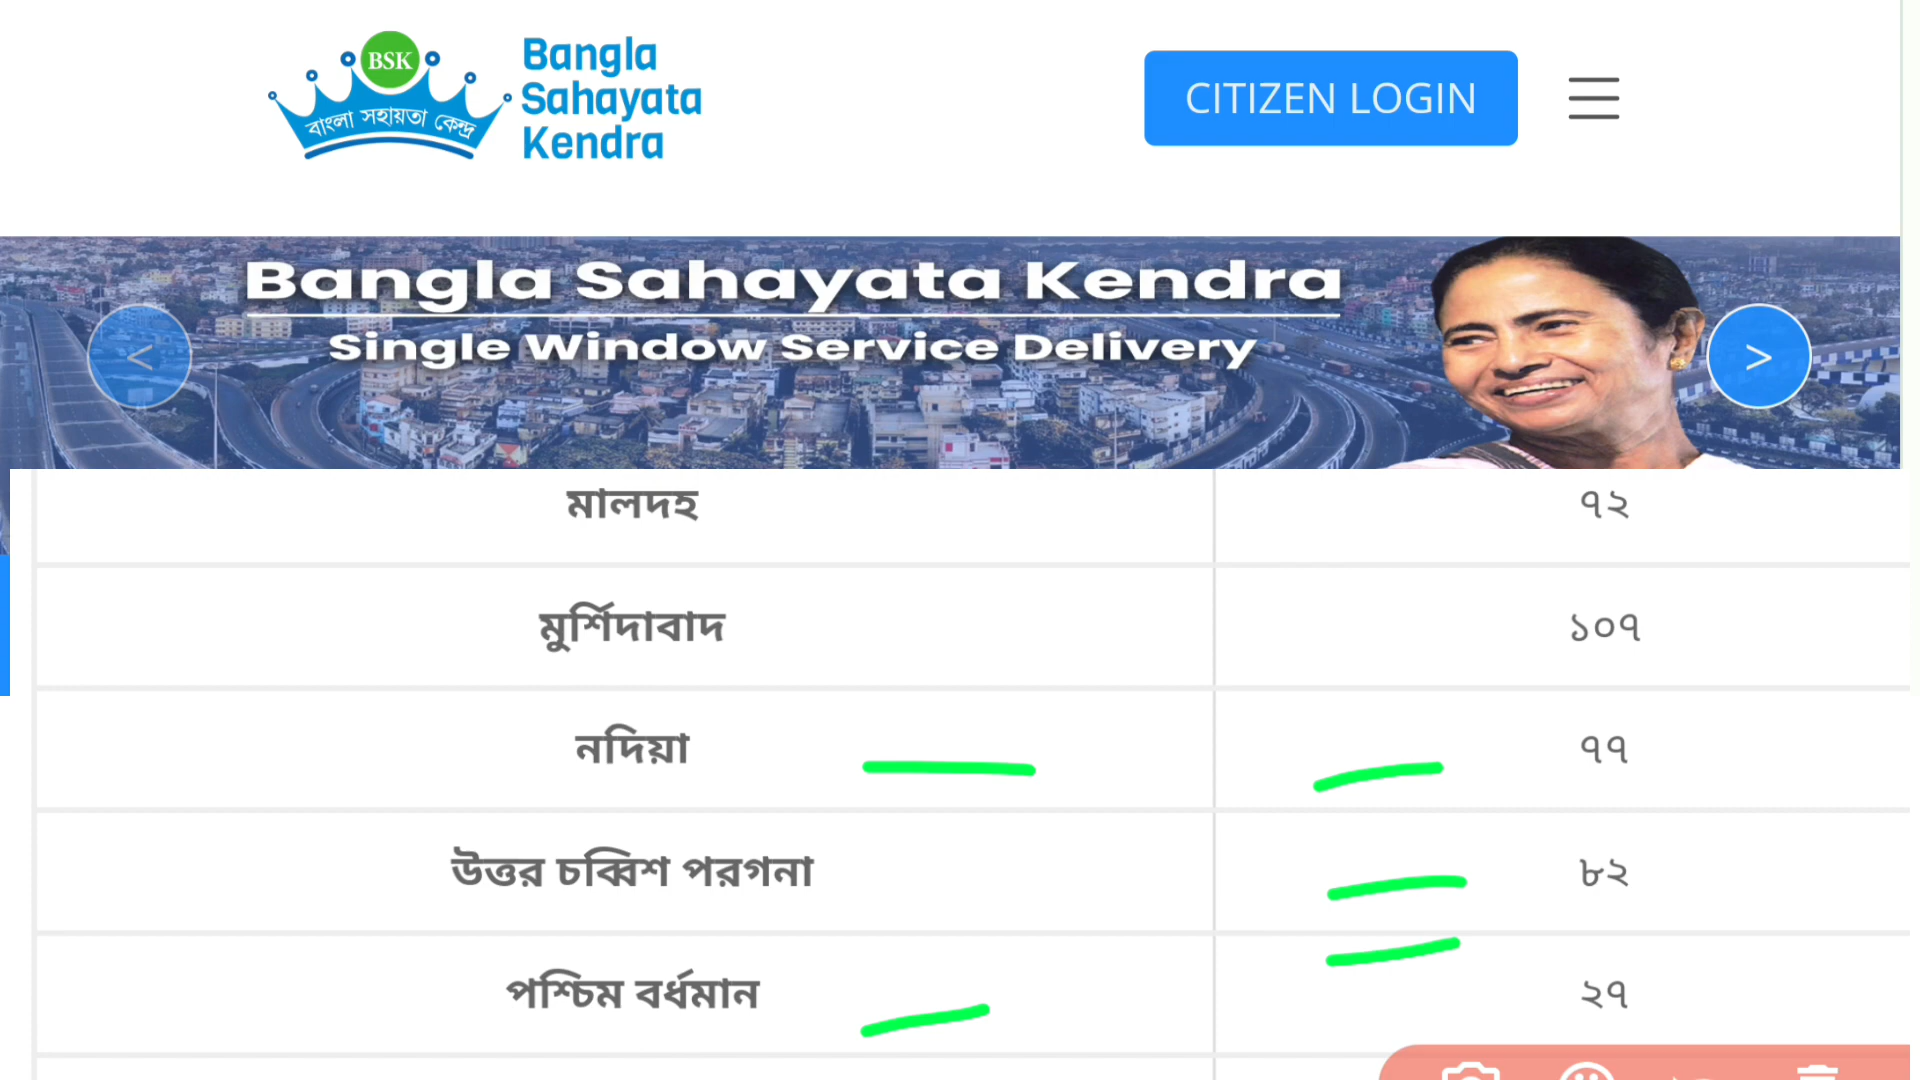 BSK
বাংলা সহায়তা কেন্দ্র
Bangla
Sahayata
Kendra
CITIZEN LOGIN
Bangla Sahayata Kendra
Single Window Service Delivery
<
>
মালদহ ৭২
মুর্শিদাবাদ ১০৭
নদিয়া ৭৭
উত্তর চব্বিশ পরগনা ৮২
পশ্চিম বর্ধমান ২৭